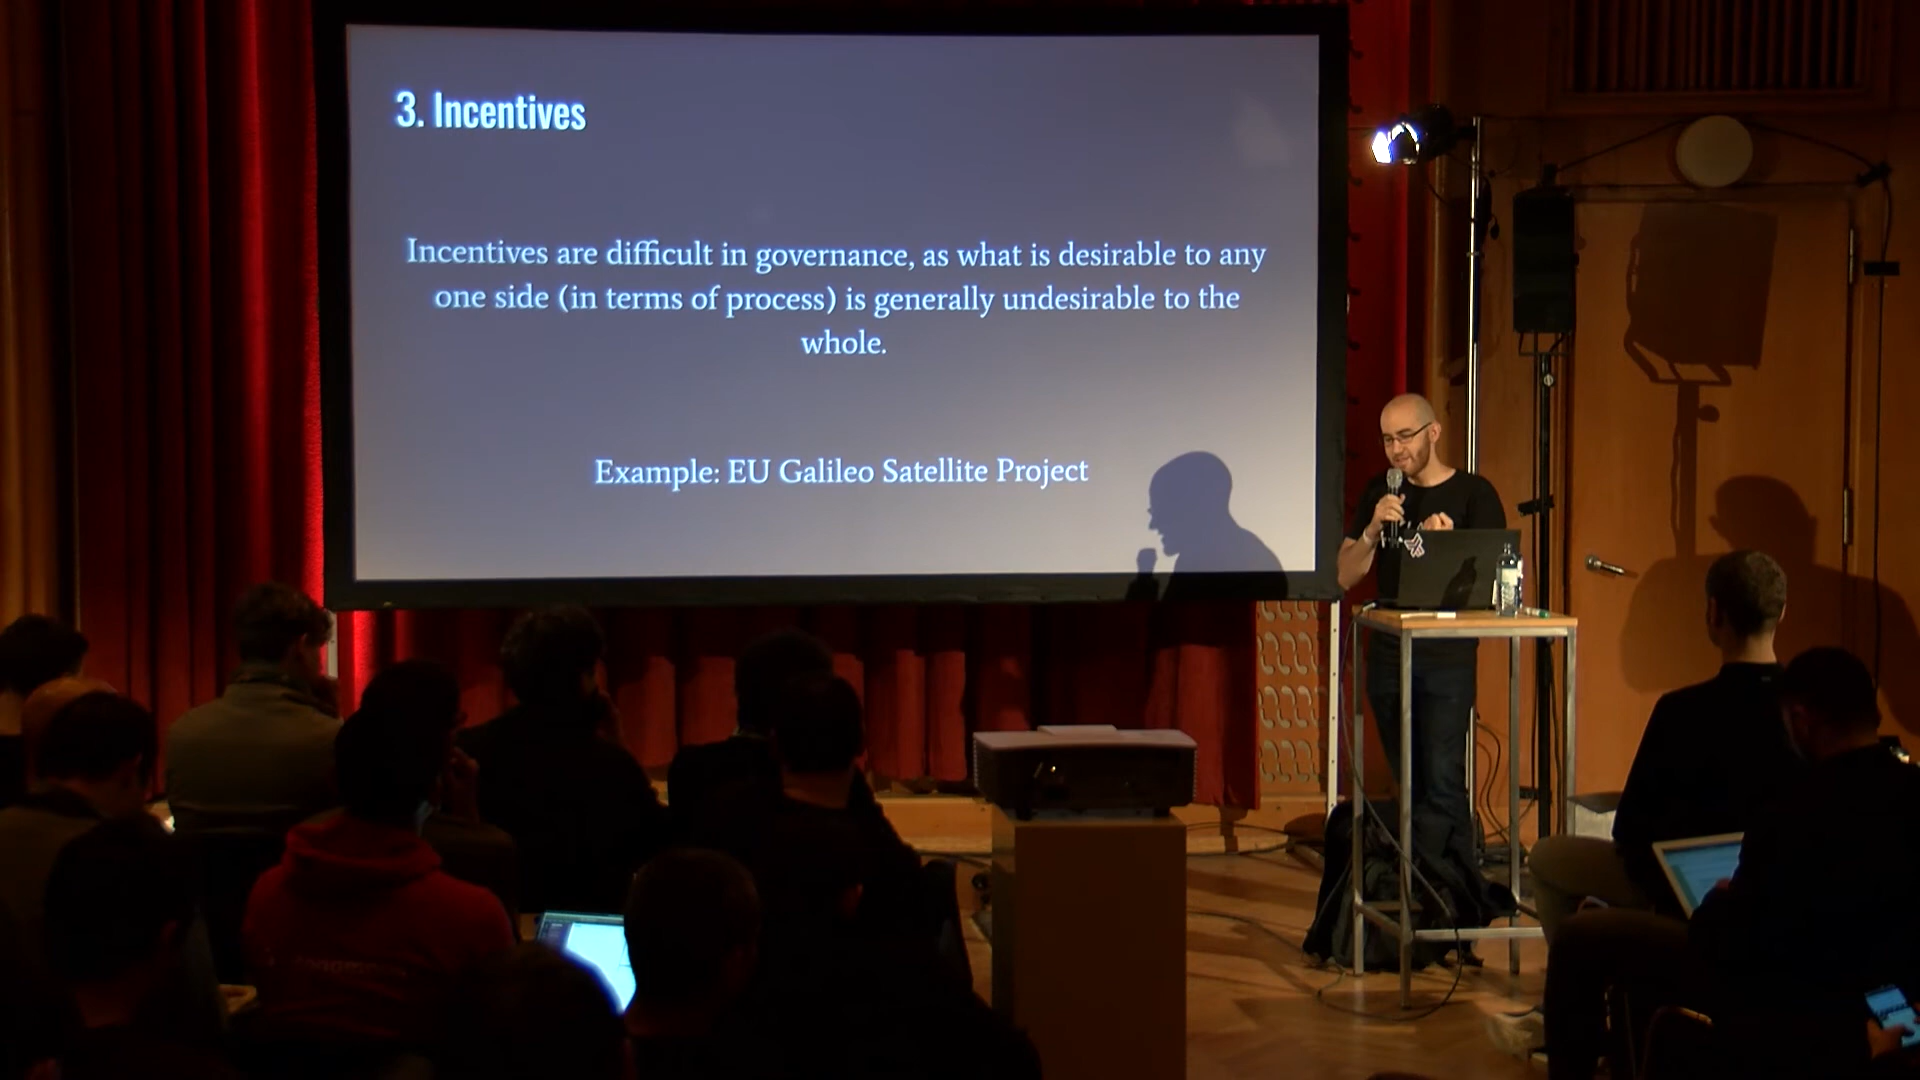 3. Incentives
Incentives are difficult in governance, as what is desirable to any
one side (in terms of process) is generally undesirable to the
whole.
Example: EU Galileo Satellite Project